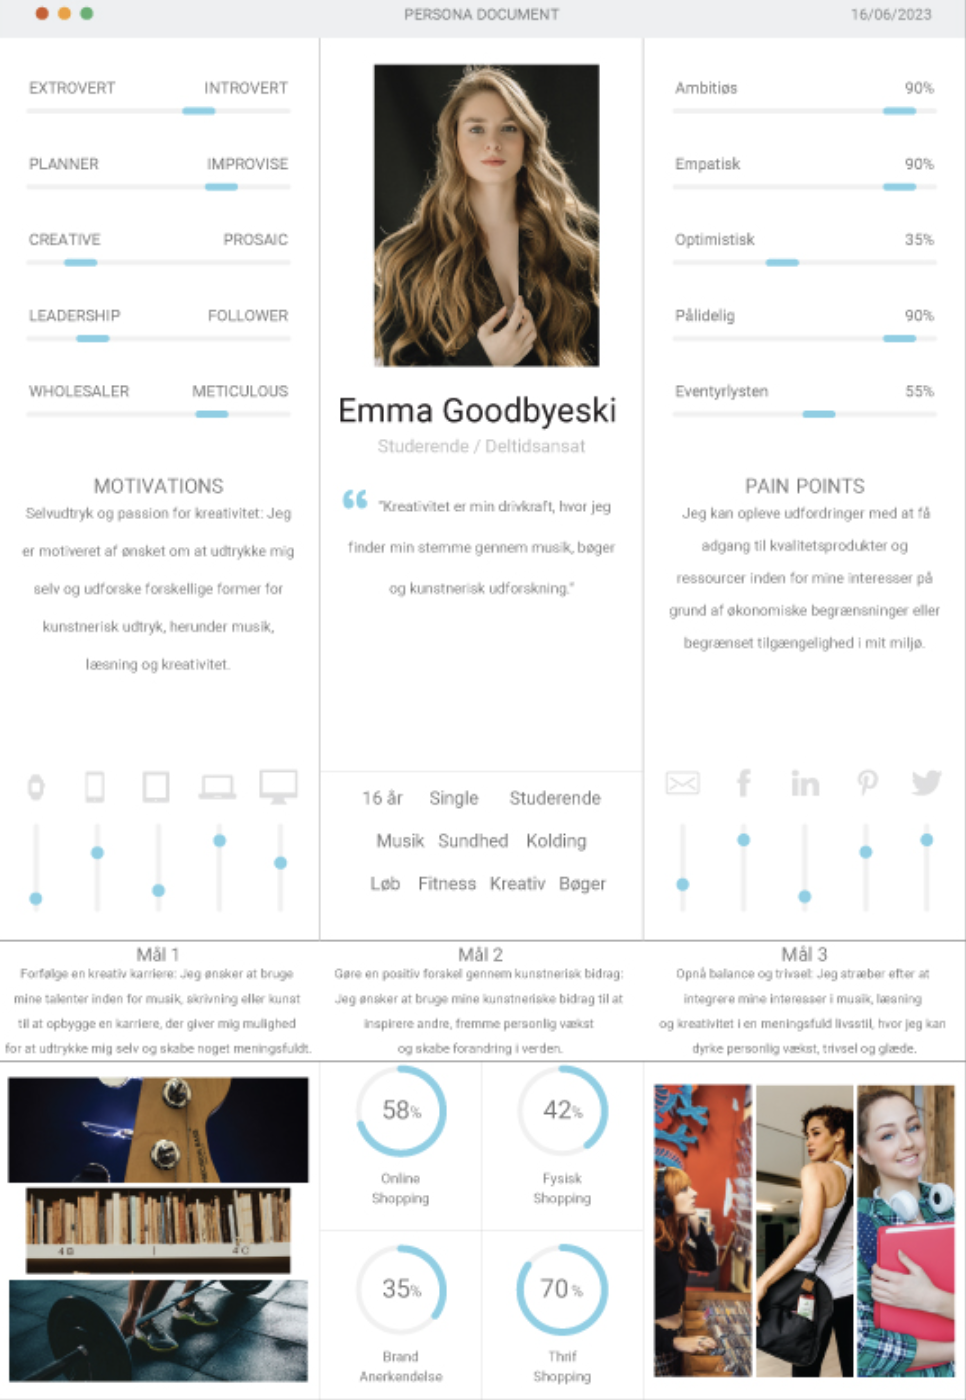 PERSONA DOCUMENT
16/06/2023
EXTROVERT INTROVERT
PLANNER IMPROVISE
CREATIVE PROSAIC
LEADERSHIP FOLLOWER
WHOLESALER METICULOUS
MOTIVATIONS
Selvudtryk og passion for kreativitet: Jeg
er motiveret af ønsket om at udtrykke mig
selv og udforske forskellige former for
kunstnerisk udtryk, herunder musik,
læsning og kreativitet.
Emma Goodbyeski
Studerende / Deltidsansat
“ "Kreativitet er min drivkraft, hvor jeg
finder min stemme gennem musik, bøger
og kunstnerisk udforskning."
16 år Single Studerende
Musik Sundhed Kolding
Løb Fitness Kreativ Bøger
Ambitiøs 90%
Empatisk 90%
Optimistisk 35%
Pålidelig 90%
Eventyrlysten 55%
PAIN POINTS
Jeg kan opleve udfordringer med at få
adgang til kvalitetsprodukter og
ressourcer inden for mine interesser på
grund af økonomiske begrænsninger eller
begrænset tilgængelighed i mit miljø.
Mål 1
Forfølge en kreativ karriere: Jeg ønsker at bruge
mine talenter inden for musik, skrivning eller kunst
til at opbygge en karriere, der giver mig mulighed
for at udtrykke mig selv og skabe noget meningsfuldt.
Mål 2
Gøre en positiv forskel gennem kunstnerisk bidrag:
Jeg ønsker at bruge mine kunstneriske bidrag til at
inspirere andre, fremme personlig vækst
og skabe forandring i verden.
Mål 3
Opnå balance og trivsel: Jeg stræber efter at
integrere mine interesser i musik, læsning
og kreativitet i en meningsfuld livsstil, hvor jeg kan
dyrke personlig vækst, trivsel og glæde.
58%
Online
Shopping
42%
Fysisk
Shopping
35%
Brand
Anerkendelse
70%
Thrif
Shopping